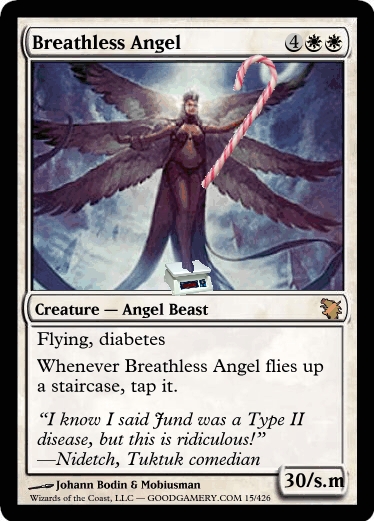 Breathless Angel 4
Creature — Angel Beast
Flying, diabetes
Whenever Breathless Angel flies up
a staircase, tap it.
“I know I said Jund was a Type II
disease, but this is ridiculous!”
—Nidetch, Tuktuk comedian
30/s.m
Johann Bodin & Mobiusman
Wizards of the Coast, LLC — GOODGAMERY.COM 15/426